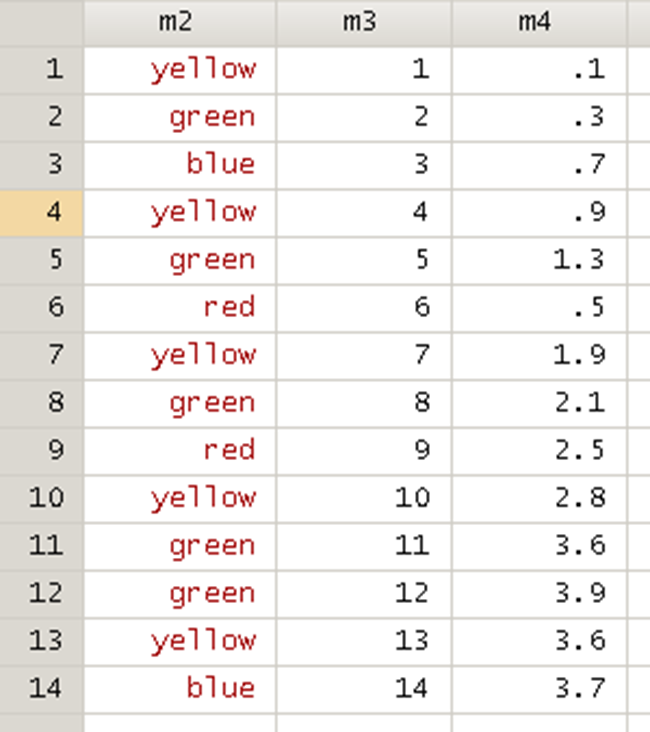 m2 m3 m4
1 yellow 1 .1
2 green 2 .3
3 blue 3 .7
4 yellow 4 .9
5 green 5 1.3
6 red 6 .5
7 yellow 7 1.9
8 green 8 2.1
9 red 9 2.5
10 yellow 10 2.8
11 green 11 3.6
12 green 12 3.9
13 yellow 13 3.6
14 blue 14 3.7